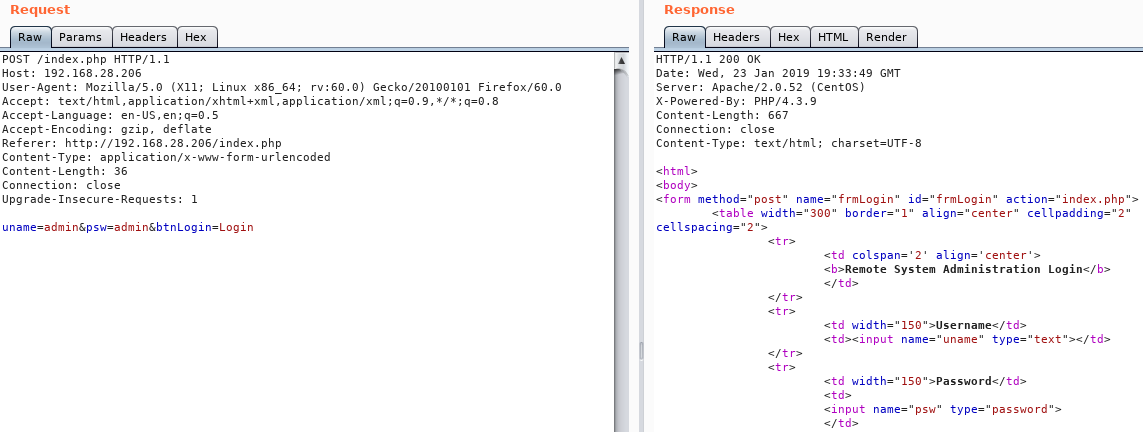 Request
Raw Params Headers Hex
POST /index.php HTTP/1.1
Host: 192.168.28.206
User-Agent: Mozilla/5.0 (X11; Linux x86_64; rv:60.0) Gecko/20100101 Firefox/60.0
Accept: text/html,application/xhtml+xml,application/xml;q=0.9,*/*;q=0.8
Accept-Language: en-US,en;q=0.5
Accept-Encoding: gzip, deflate
Referer: http://192.168.28.206/index.php
Content-Type: application/x-www-form-urlencoded
Content-Length: 36
Connection: close
Upgrade-Insecure-Requests: 1
uname=admin&psw=admin&btnLogin=Login
Response
Raw Headers Hex HTML Render
HTTP/1.1 200 OK
Date: Wed, 23 Jan 2019 19:33:49 GMT
Server: Apache/2.0.52 (CentOS)
X-Powered-By: PHP/4.3.9
Content-Length: 667
Connection: close
Content-Type: text/html; charset=UTF-8
<html>
<body>
<form method="post" name="frmLogin" id="frmLogin" action="index.php">
<table width="300" border="1" align="center" cellpadding="2"
cellspacing="2">
<tr>
<td colspan='2' align='center'>
<b>Remote System Administration Login</b>
</td>
</tr>
<tr>
<td width="150">Username</td>
<td><input name="uname" type="text"></td>
</tr>
<tr>
<td width="150">Password</td>
<td>
<input name="psw" type="password">
</td>